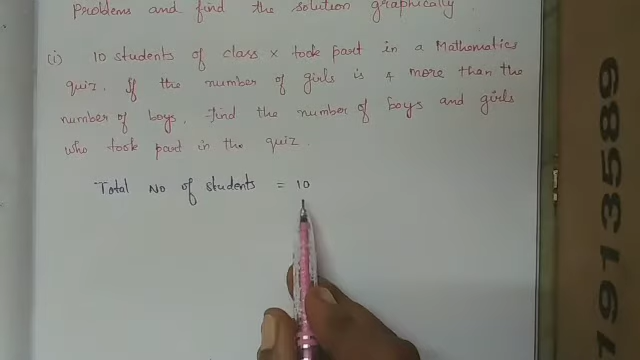 Problems and find the solution graphically.
(i) 10 students of class x took part in a Mathematics
quiz. If the number of girls is 4 more than the
number of boys. Find the number of boys and girls
who took part in the quiz.
Total No of students = 10
7913589